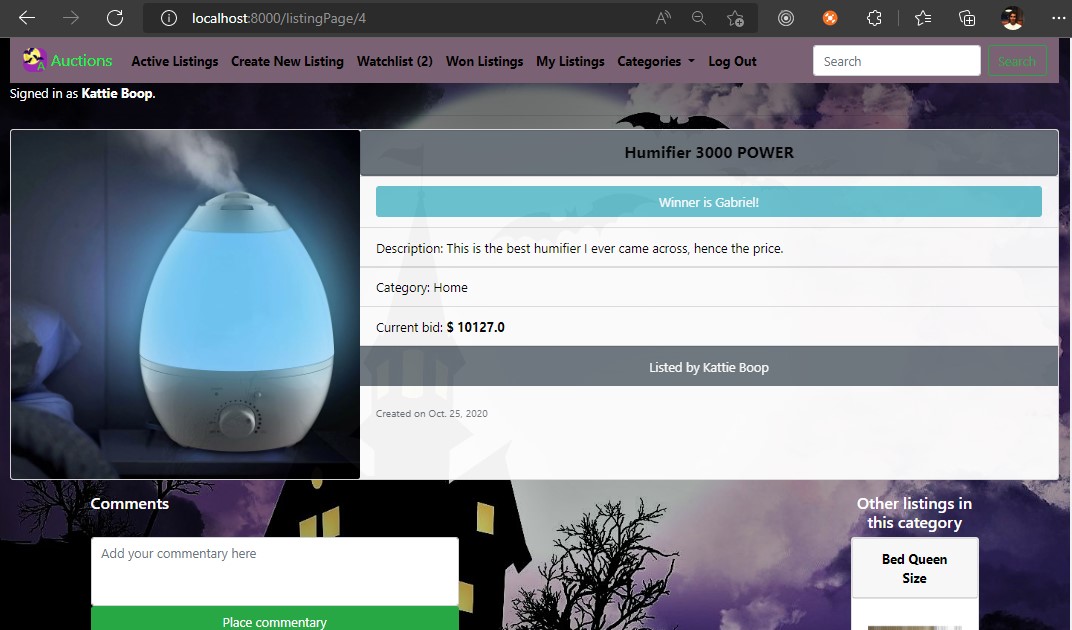 localhost:8000/listingPage/4
Auctions Active Listings Create New Listing Watchlist (2) Won Listings My Listings Categories Log Out Search Search
Signed in as Kattie Boop.
Humifier 3000 POWER
Winner is Gabriel!
Description: This is the best humifier I ever came across, hence the price.
Category: Home
Current bid: $ 10127.0
Listed by Kattie Boop
Created on Oct. 25, 2020
Comments
Add your commentary here
Place commentary
Other listings in
this category
Bed Queen
Size